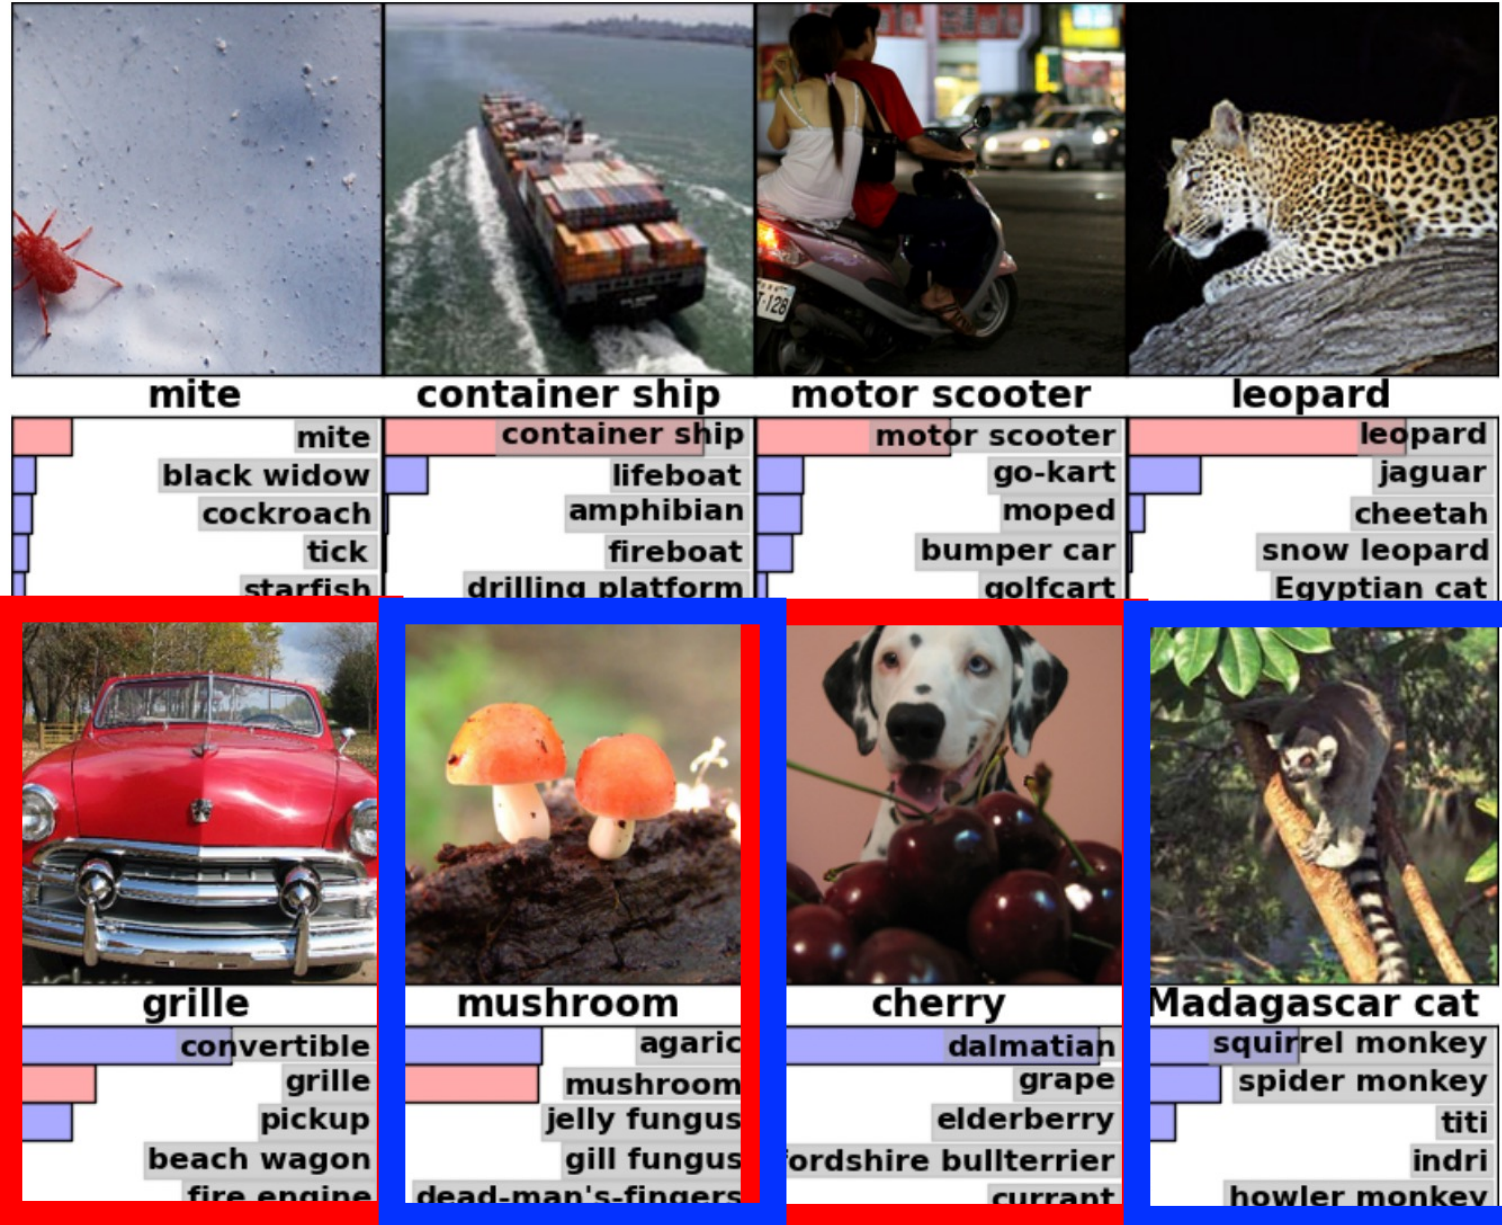 T-128
mite
container ship
motor scooter
leopard
mite
black widow
cockroach
tick
starfish
container ship
lifeboat
amphibian
fireboat
drilling platform
motor scooter
go-kart
moped
bumper car
golfcart
leopard
jaguar
cheetah
snow leopard
Egyptian cat
grille
mushroom
cherry
Madagascar cat
convertible
grille
pickup
beach wagon
fire engine
agaric
mushroom
jelly fungus
gill fungus
dead-man's-fingers
dalmatian
grape
elderberry
fordshire bullterrier
currant
squirrel monkey
spider monkey
titi
indri
howler monkey